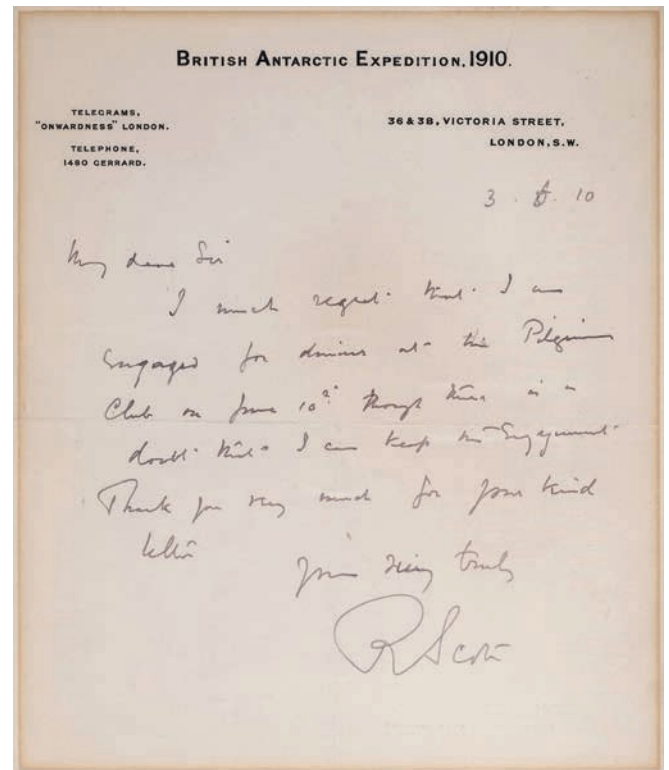 BRITISH ANTARCTIC EXPEDITION, 1910.
TELEGRAMS,
"ONWARDNESS" LONDON.
TELEPHONE,
1480 GERRARD.
36 & 38, VICTORIA STREET,
LONDON, S.W.
3 . 6 . 10
My dear Sir
I much regret that I am
engaged for dinner at the Pilgrims
Club on June 10th though there is a
doubt that I can keep the engagement
Thank you very much for your kind
letter
Yours very truly
R Scott